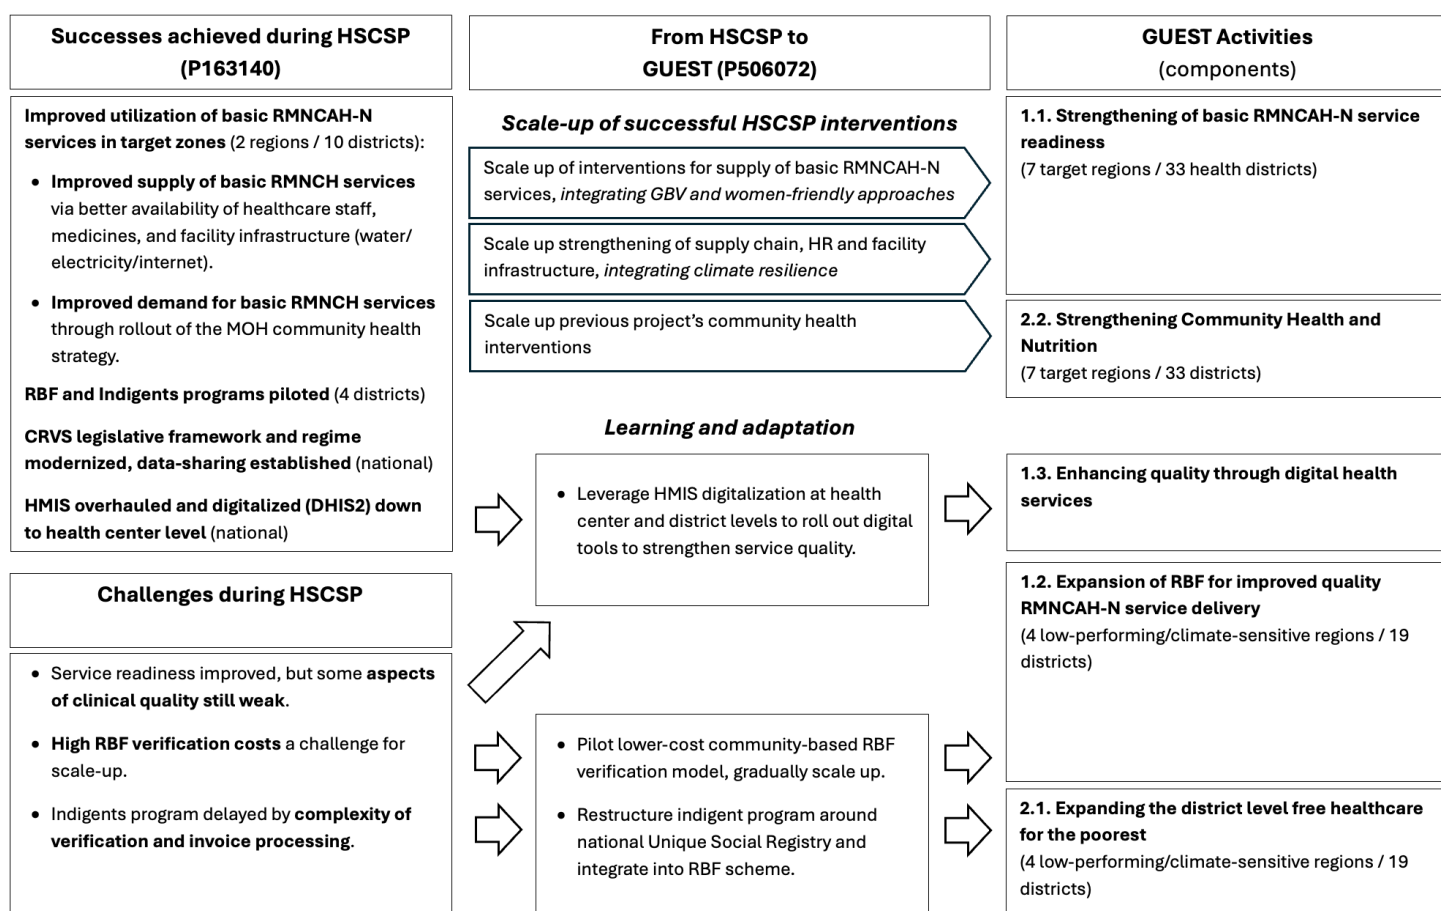 Successes achieved during HSCSP
(P163140)
Improved utilization of basic RMNCAH-N
services in target zones (2 regions / 10 districts):
• Improved supply of basic RMNCH services
via better availability of healthcare staff,
medicines, and facility infrastructure (water/
electricity/internet).
• Improved demand for basic RMNCH services
through rollout of the MOH community health
strategy.
RBF and Indigents programs piloted (4 districts)
CRVS legislative framework and regime
modernized, data-sharing established (national)
HMIS overhauled and digitalized (DHIS2) down
to health center level (national)
Challenges during HSCSP
• Service readiness improved, but some aspects
of clinical quality still weak.
• High RBF verification costs a challenge for
scale-up.
• Indigents program delayed by complexity of
verification and invoice processing.
From HSCSP to
GUEST (P506072)
Scale-up of successful HSCSP interventions
Scale up of interventions for supply of basic RMNCAH-N
services, integrating GBV and women-friendly approaches
Scale up strengthening of supply chain, HR and facility
infrastructure, integrating climate resilience
Scale up previous project's community health
interventions
Learning and adaptation
• Leverage HMIS digitalization at health
center and district levels to roll out digital
tools to strengthen service quality.
• Pilot lower-cost community-based RBF
verification model, gradually scale up.
• Restructure indigent program around
national Unique Social Registry and
integrate into RBF scheme.
GUEST Activities
(components)
1.1. Strengthening of basic RMNCAH-N service
readiness
(7 target regions / 33 health districts)
2.2. Strengthening Community Health and
Nutrition
(7 target regions / 33 districts)
1.3. Enhancing quality through digital health
services
1.2. Expansion of RBF for improved quality
RMNCAH-N service delivery
(4 low-performing/climate-sensitive regions / 19
districts)
2.1. Expanding the district level free healthcare
for the poorest
(4 low-performing/climate-sensitive regions / 19
districts)